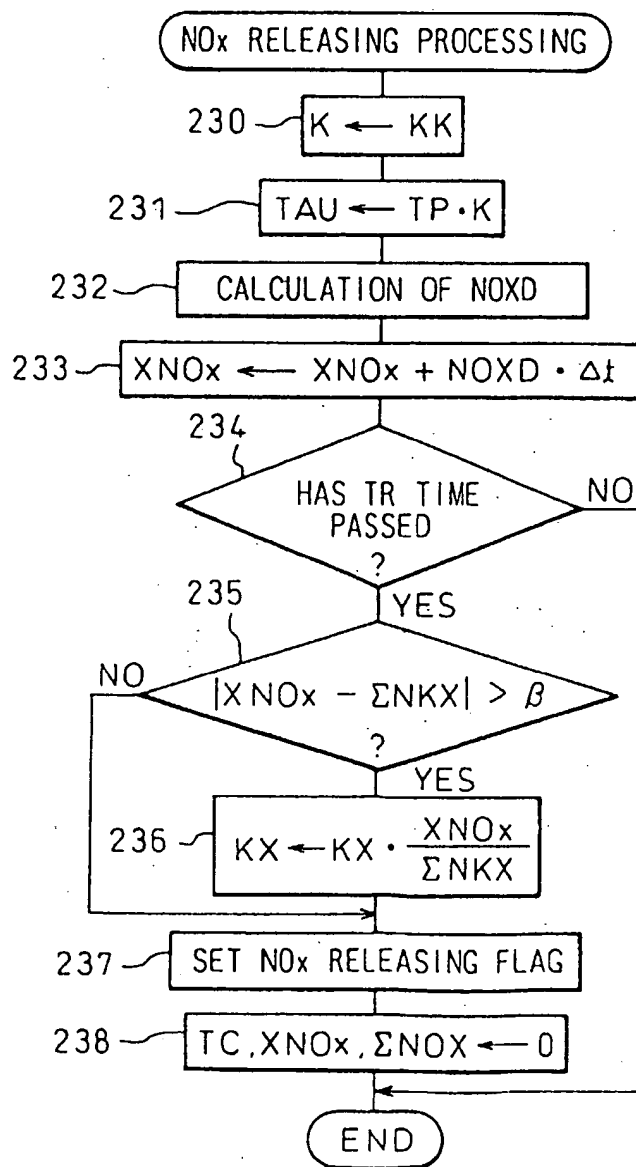 NOx RELEASING PROCESSING
230
K ← KK
231
TAU ← TP·K
232
CALCULATION OF NOXD
233
XNOx ← XNOx + NOXD · Δt
234
HAS TR TIME
PASSED
?
NO
YES
235
NO
|XNOx − ΣNKX| > β
?
YES
236
KX ← KX · XNOx
ΣNKX
237
SET NOx RELEASING FLAG
238
TC, XNOx, ΣNOX ← 0
END